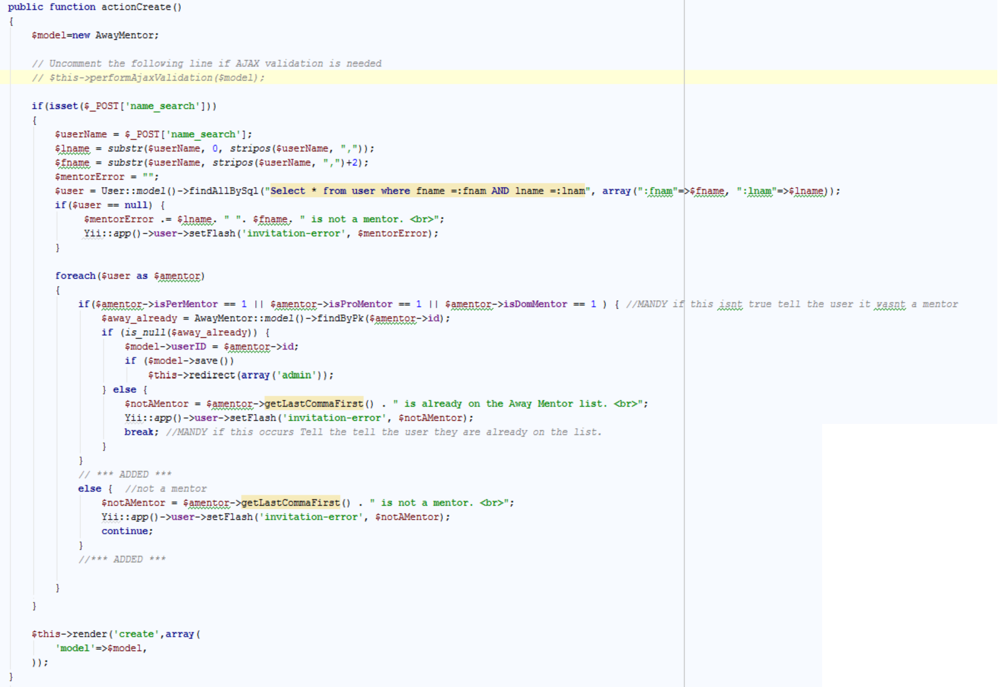 public function actionCreate()
{
$model=new AwayMentor;
// Uncomment the following line if AJAX validation is needed
// $this->performAjaxValidation($model);
if(isset($_POST['name_search']))
{
$userName = $_POST['name_search'];
$lname = substr($userName, 0, stripos($userName, ","));
$fname = substr($userName, stripos($userName, ",")+2);
$mentorError = "";
$user = User::model()->findAllBySql("Select * from user where fname =:fnam AND lname =:lnam", array(":fnam"=>$fname, ":lnam"=>$lname));
if($user == null) {
$mentorError .= $lname. " ". $fname. " is not a mentor. <br>";
Yii::app()->user->setFlash('invitation-error', $mentorError);
}
foreach($user as $amentor)
{
if($amentor->isPerMentor == 1 || $amentor->isProMentor == 1 || $amentor->isDomMentor == 1 ) { //MANDY if this isnt true tell the user it wasnt a mentor
$away_already = AwayMentor::model()->findByPk($amentor->id);
if (is_null($away_already)) {
$model->userID = $amentor->id;
if ($model->save())
$this->redirect(array('admin'));
} else {
$notAMentor = $amentor->getLastCommaFirst() . " is already on the Away Mentor list. <br>";
Yii::app()->user->setFlash('invitation-error', $notAMentor);
break; //MANDY if this occurs Tell the tell the user they are already on the list.
}
}
// *** ADDED ***
else {  //not a mentor
$notAMentor = $amentor->getLastCommaFirst() . " is not a mentor. <br>";
Yii::app()->user->setFlash('invitation-error', $notAMentor);
continue;
}
//*** ADDED ***
}
}
$this->render('create',array(
'model'=>$model,
));
}